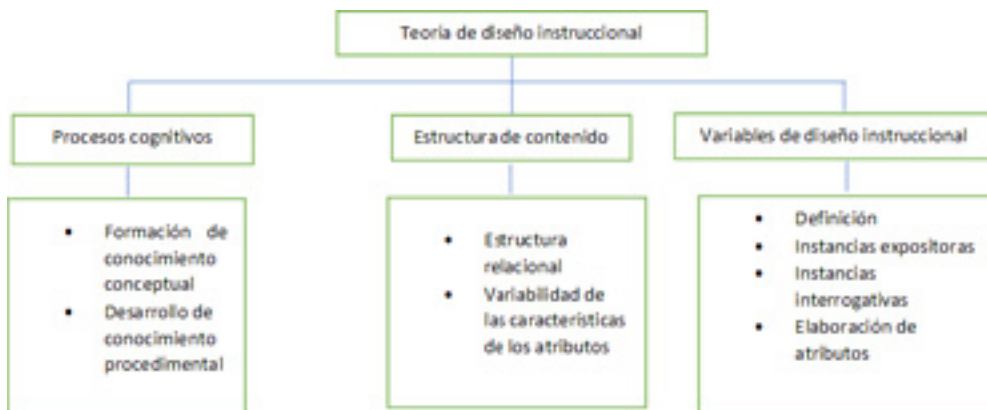 Teoría de diseño instruccional
Procesos cognitivos
Estructura de contenido
Variables de diseño instruccional
• Formación de
conocimiento
conceptual
• Desarrollo de
conocimiento
procedimental
• Estructura
relacional
• Variabilidad de
las características
de los atributos
• Definición
• Instancias expositoras
• Instancias
interrogativas
• Elaboración de
atributos